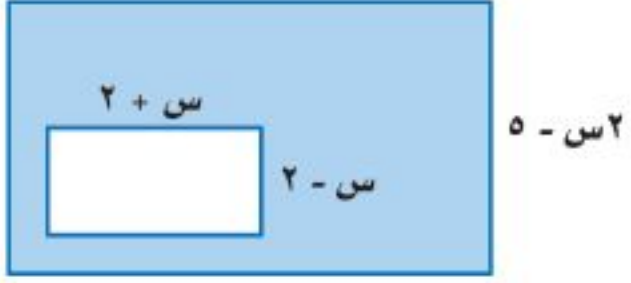 س + ٢
س - ٢
٢س - ٥